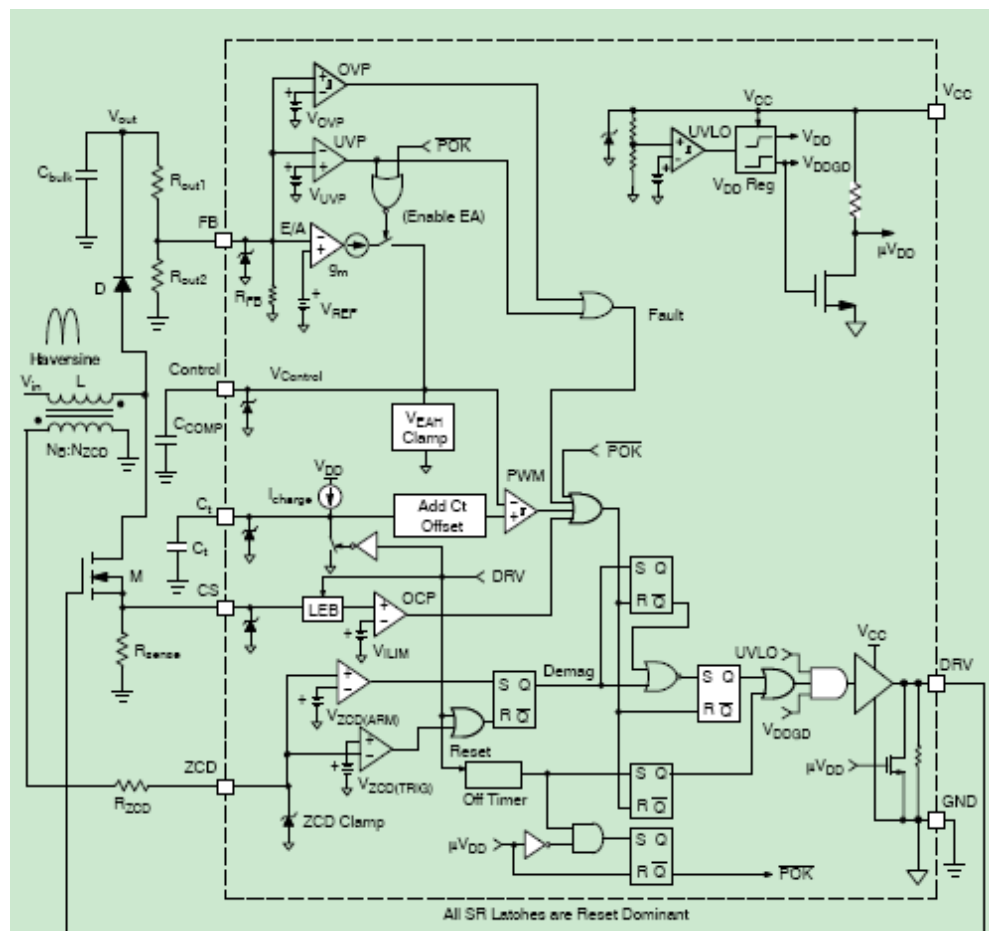 OVP
V_OVP
UVP
V_UVP
POK
(Enable EA)
E/A
g_m
V_REF
R_FB
FB
V_out
C_bulk
R_out1
R_out2
D
Haversine
V_in
L
N_B:N_ZCD
V_CC
V_CC
UVLO
V_DD
V_DDGD
V_DD Reg
μV_DD
Fault
Control
V_Control
C_COMP
V_EAH
Clamp
POK
PWM
V_DD
I_charge
Add Ct
Offset
C_t
C_t
DRV
M
CS
LEB
OCP
V_ILIM
R_sense
S Q
R Q
Demag
UVLO
V_CC
DRV
V_ZCD(ARM)
S Q
R Q
S Q
R Q
V_DDGD
Reset
V_ZCD(TRIG)
ZCD
R_ZCD
Off Timer
S Q
R Q
μV_DD
GND
ZCD Clamp
μV_DD
S Q
R Q
POK
All SR Latches are Reset Dominant